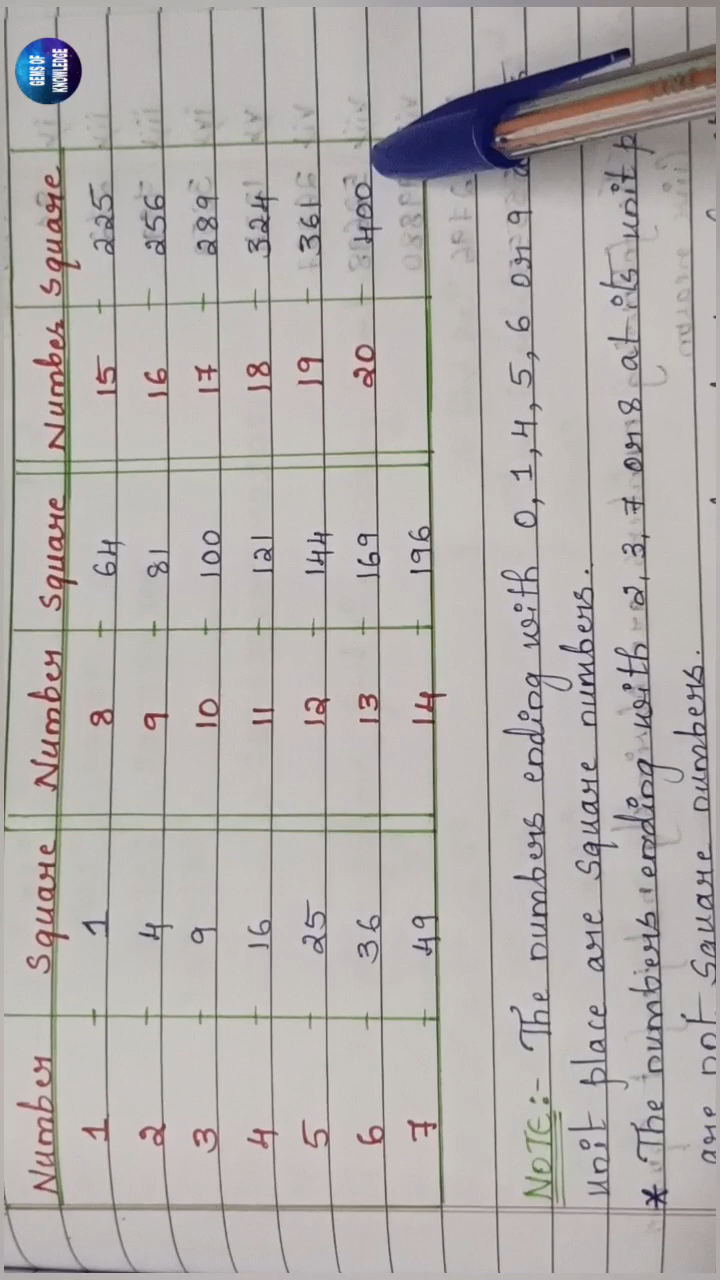 GEMS OF
KNOWLEDGE
Number Square Number Square Number Square
1 - 1 8 - 64 15 - 225
2 - 4 9 - 81 16 - 256
3 - 9 10 - 100 17 - 289
4 - 16 11 - 121 18 - 324
5 - 25 12 - 144 19 - 361
6 - 36 13 - 169 20 - 400
7 - 49 14 - 196
NOTE:- The numbers ending with 0, 1, 4, 5, 6 or 9
unit place are square numbers.
* The numbers ending with 2, 3, 7 or 8 at its unit
are not square numbers.